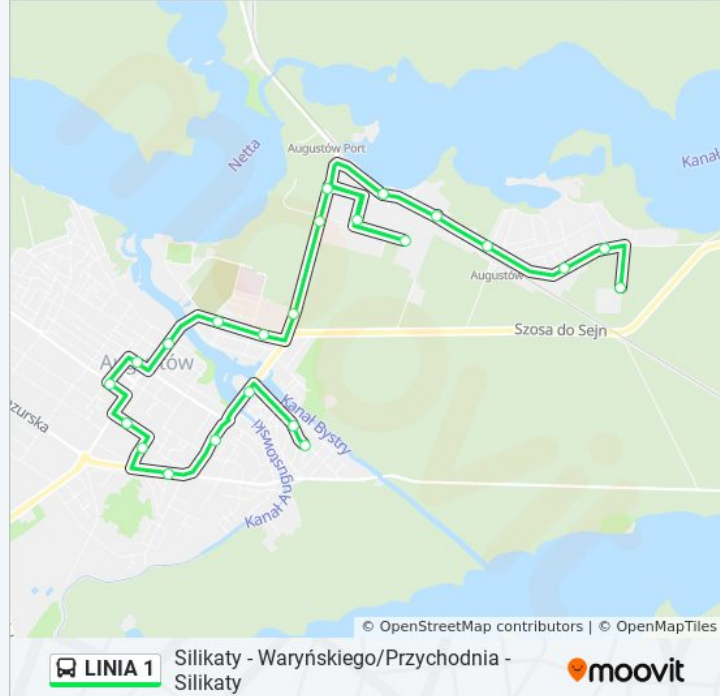 Augustów Port
Netta
Kanał
Augustów
Szosa do Sejn
Augustów
zurska
Kanał Bystry
Kanał Augustowski
© OpenStreetMap contributors | © OpenMapTiles
LINIA 1
Silikaty - Waryńskiego/Przychodnia -
Silikaty
moovit